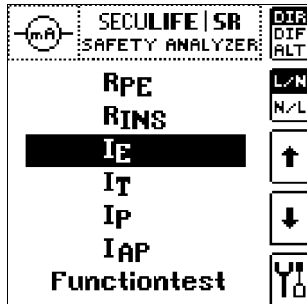 mA
SECULIFE | SR
SAFETY ANALYZER
DIR
DIF
ALT
L/N
N/L
RPE
RINS
IE
IT
IP
IAP
Functiontest